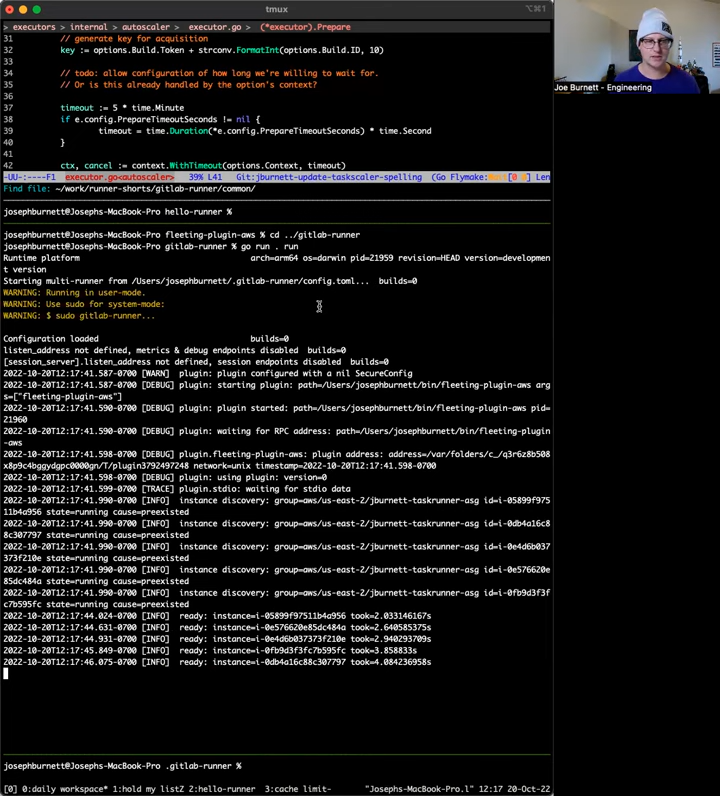 tmux
⌥⌘1
> executors > internal > autoscaler > executor.go > (*executor).Prepare
31 // generate key for acquisition
32 key := options.Build.Token + strconv.FormatInt(options.Build.ID, 10)
33
34 // todo: allow configuration of how long we're willing to wait for.
35 // Or is this already handled by the option's context?
36
37 timeout := 5 * time.Minute
38 if e.config.PrepareTimeoutSeconds != nil {
39 timeout = time.Duration(*e.config.PrepareTimeoutSeconds) * time.Second
40 }
41
42 ctx, cancel := context.WithTimeout(options.Context, timeout)
-UU-:----F1 executor.go<autoscaler> 39% L41 Git:jburnett-update-taskscaler-spelling (Go Flymake: [0 0] Len
Find file: ~/work/runner-shorts/gitlab-runner/common/
josephburnett@Josephs-MacBook-Pro hello-runner %
josephburnett@Josephs-MacBook-Pro fleeting-plugin-aws % cd ../gitlab-runner
josephburnett@Josephs-MacBook-Pro gitlab-runner % go run . run
Runtime platform arch=arm64 os=darwin pid=21959 revision=HEAD version=developmen
t version
Starting multi-runner from /Users/josephburnett/.gitlab-runner/config.toml... builds=0
WARNING: Running in user-mode.
WARNING: Use sudo for system-mode:
WARNING: $ sudo gitlab-runner...
Configuration loaded builds=0
listen_address not defined, metrics & debug endpoints disabled builds=0
[session_server].listen_address not defined, session endpoints disabled builds=0
2022-10-20T12:17:41.587-0700 [WARN] plugin: plugin configured with a nil SecureConfig
2022-10-20T12:17:41.587-0700 [DEBUG] plugin: starting plugin: path=/Users/josephburnett/bin/fleeting-plugin-aws arg
s=["fleeting-plugin-aws"]
2022-10-20T12:17:41.590-0700 [DEBUG] plugin: plugin started: path=/Users/josephburnett/bin/fleeting-plugin-aws pid=
21960
2022-10-20T12:17:41.590-0700 [DEBUG] plugin: waiting for RPC address: path=/Users/josephburnett/bin/fleeting-plugin
-aws
2022-10-20T12:17:41.598-0700 [DEBUG] plugin.fleeting-plugin-aws: plugin address: address=/var/folders/c_/q3r6z8b508
x8p9c4bggydgpc0000gn/T/plugin3792497248 network=unix timestamp=2022-10-20T12:17:41.598-0700
2022-10-20T12:17:41.598-0700 [DEBUG] plugin: using plugin: version=0
2022-10-20T12:17:41.599-0700 [TRACE] plugin.stdio: waiting for stdio data
2022-10-20T12:17:41.990-0700 [INFO] instance discovery: group=aws/us-east-2/jburnett-taskrunner-asg id=i-05899f975
11b4a956 state=running cause=preexisted
2022-10-20T12:17:41.990-0700 [INFO] instance discovery: group=aws/us-east-2/jburnett-taskrunner-asg id=i-0db4a16c8
8c307797 state=running cause=preexisted
2022-10-20T12:17:41.990-0700 [INFO] instance discovery: group=aws/us-east-2/jburnett-taskrunner-asg id=i-0e4d6b037
373f210e state=running cause=preexisted
2022-10-20T12:17:41.990-0700 [INFO] instance discovery: group=aws/us-east-2/jburnett-taskrunner-asg id=i-0e576620e
85dc484a state=running cause=preexisted
2022-10-20T12:17:41.990-0700 [INFO] instance discovery: group=aws/us-east-2/jburnett-taskrunner-asg id=i-0fb9d3f3f
c7b595fc state=running cause=preexisted
2022-10-20T12:17:44.024-0700 [INFO] ready: instance=i-05899f97511b4a956 took=2.033146167s
2022-10-20T12:17:44.631-0700 [INFO] ready: instance=i-0e576620e85dc484a took=2.640585375s
2022-10-20T12:17:44.931-0700 [INFO] ready: instance=i-0e4d6b037373f210e took=2.940293709s
2022-10-20T12:17:45.849-0700 [INFO] ready: instance=i-0fb9d3f3fc7b595fc took=3.858833s
2022-10-20T12:17:46.075-0700 [INFO] ready: instance=i-0db4a16c88c307797 took=4.084236958s
josephburnett@Josephs-MacBook-Pro .gitlab-runner %
[0] 0:daily workspace* 1:hold my listZ 2:hello-runner 3:cache limit- "Josephs-MacBook-Pro.l" 12:17 20-Oct-22
Joe Burnett - Engineering